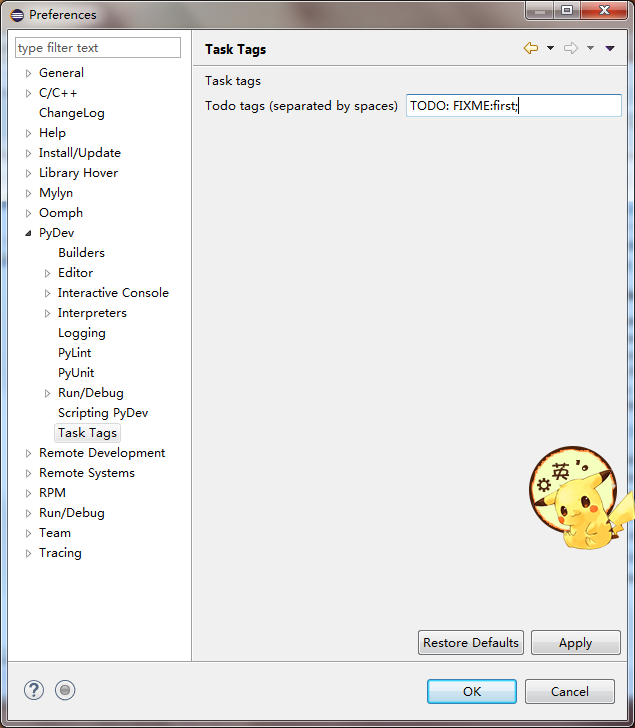 Preferences
type filter text
General
C/C++
ChangeLog
Help
Install/Update
Library Hover
Mylyn
Oomph
PyDev
Builders
Editor
Interactive Console
Interpreters
Logging
PyLint
PyUnit
Run/Debug
Scripting PyDev
Task Tags
Remote Development
Remote Systems
RPM
Run/Debug
Team
Tracing
Task Tags
Task tags
Todo tags (separated by spaces) TODO: FIXME:first;
英
Restore Defaults Apply
? OK Cancel